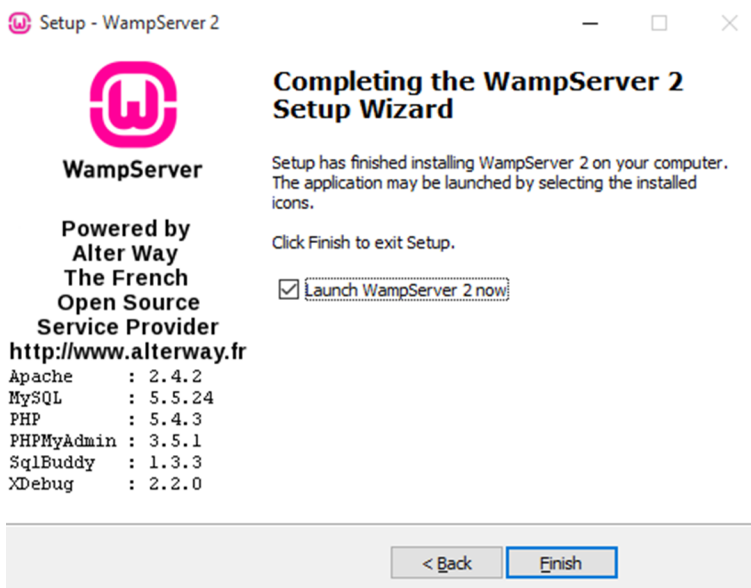 Setup - WampServer 2
WampServer
Powered by
Alter Way
The French
Open Source
Service Provider
http://www.alterway.fr
Apache : 2.4.2
MySQL : 5.5.24
PHP : 5.4.3
PHPMyAdmin : 3.5.1
SqlBuddy : 1.3.3
XDebug : 2.2.0
Completing the WampServer 2
Setup Wizard
Setup has finished installing WampServer 2 on your computer.
The application may be launched by selecting the installed
icons.
Click Finish to exit Setup.
Launch WampServer 2 now
< Back
Finish